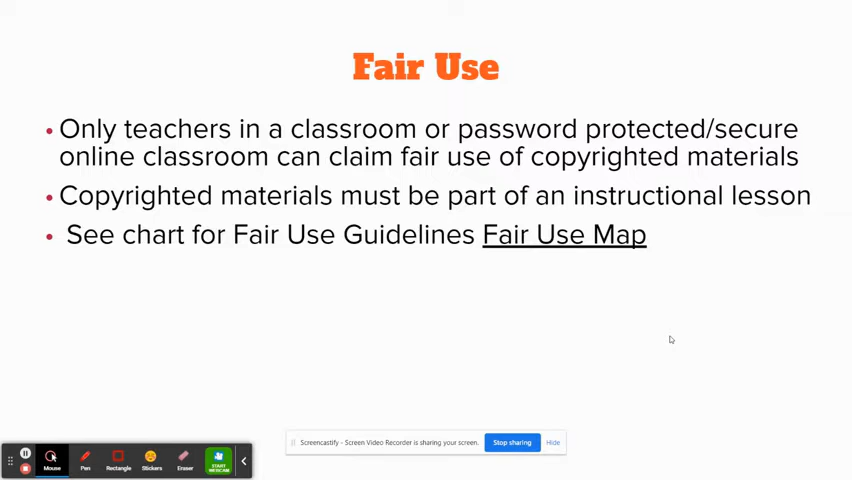 Fair Use
• Only teachers in a classroom or password protected/secure
online classroom can claim fair use of copyrighted materials
• Copyrighted materials must be part of an instructional lesson
• See chart for Fair Use Guidelines Fair Use Map
Screencastify - Screen Video Recorder is sharing your screen. Stop sharing Hide
Mouse Pen Rectangle Stickers Eraser START WEBCAM